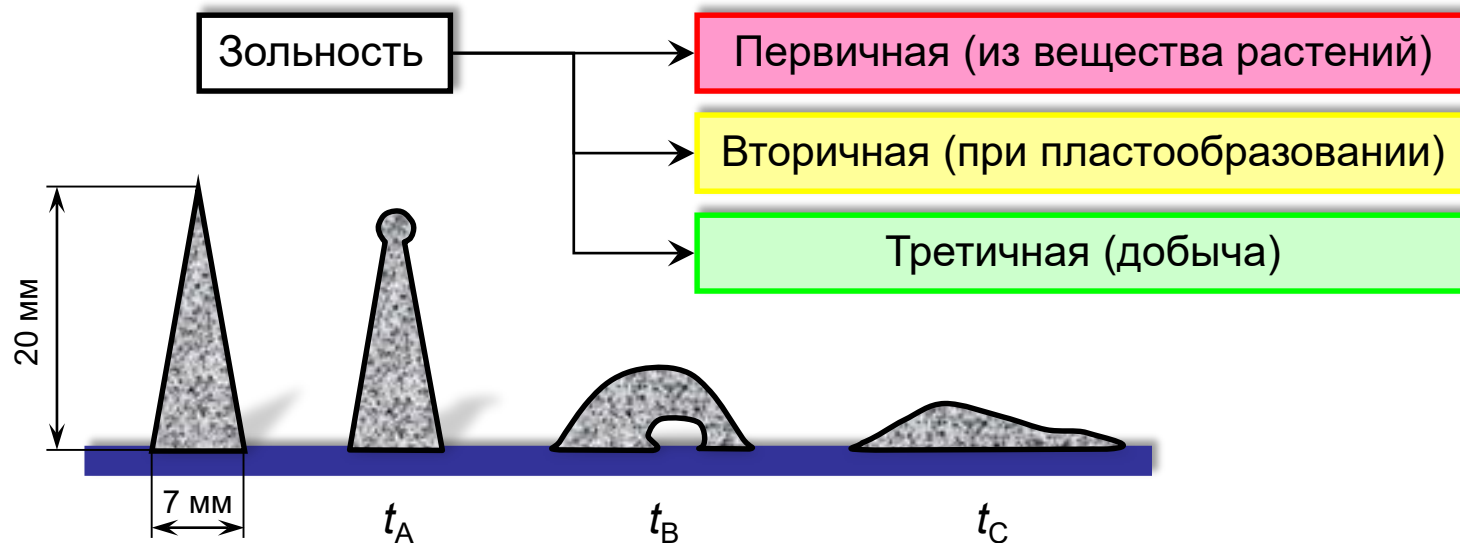 Зольность
Первичная (из вещества растений)
Вторичная (при пластообразовании)
Третичная (добыча)
20 мм
7 мм
tA
tB
tC